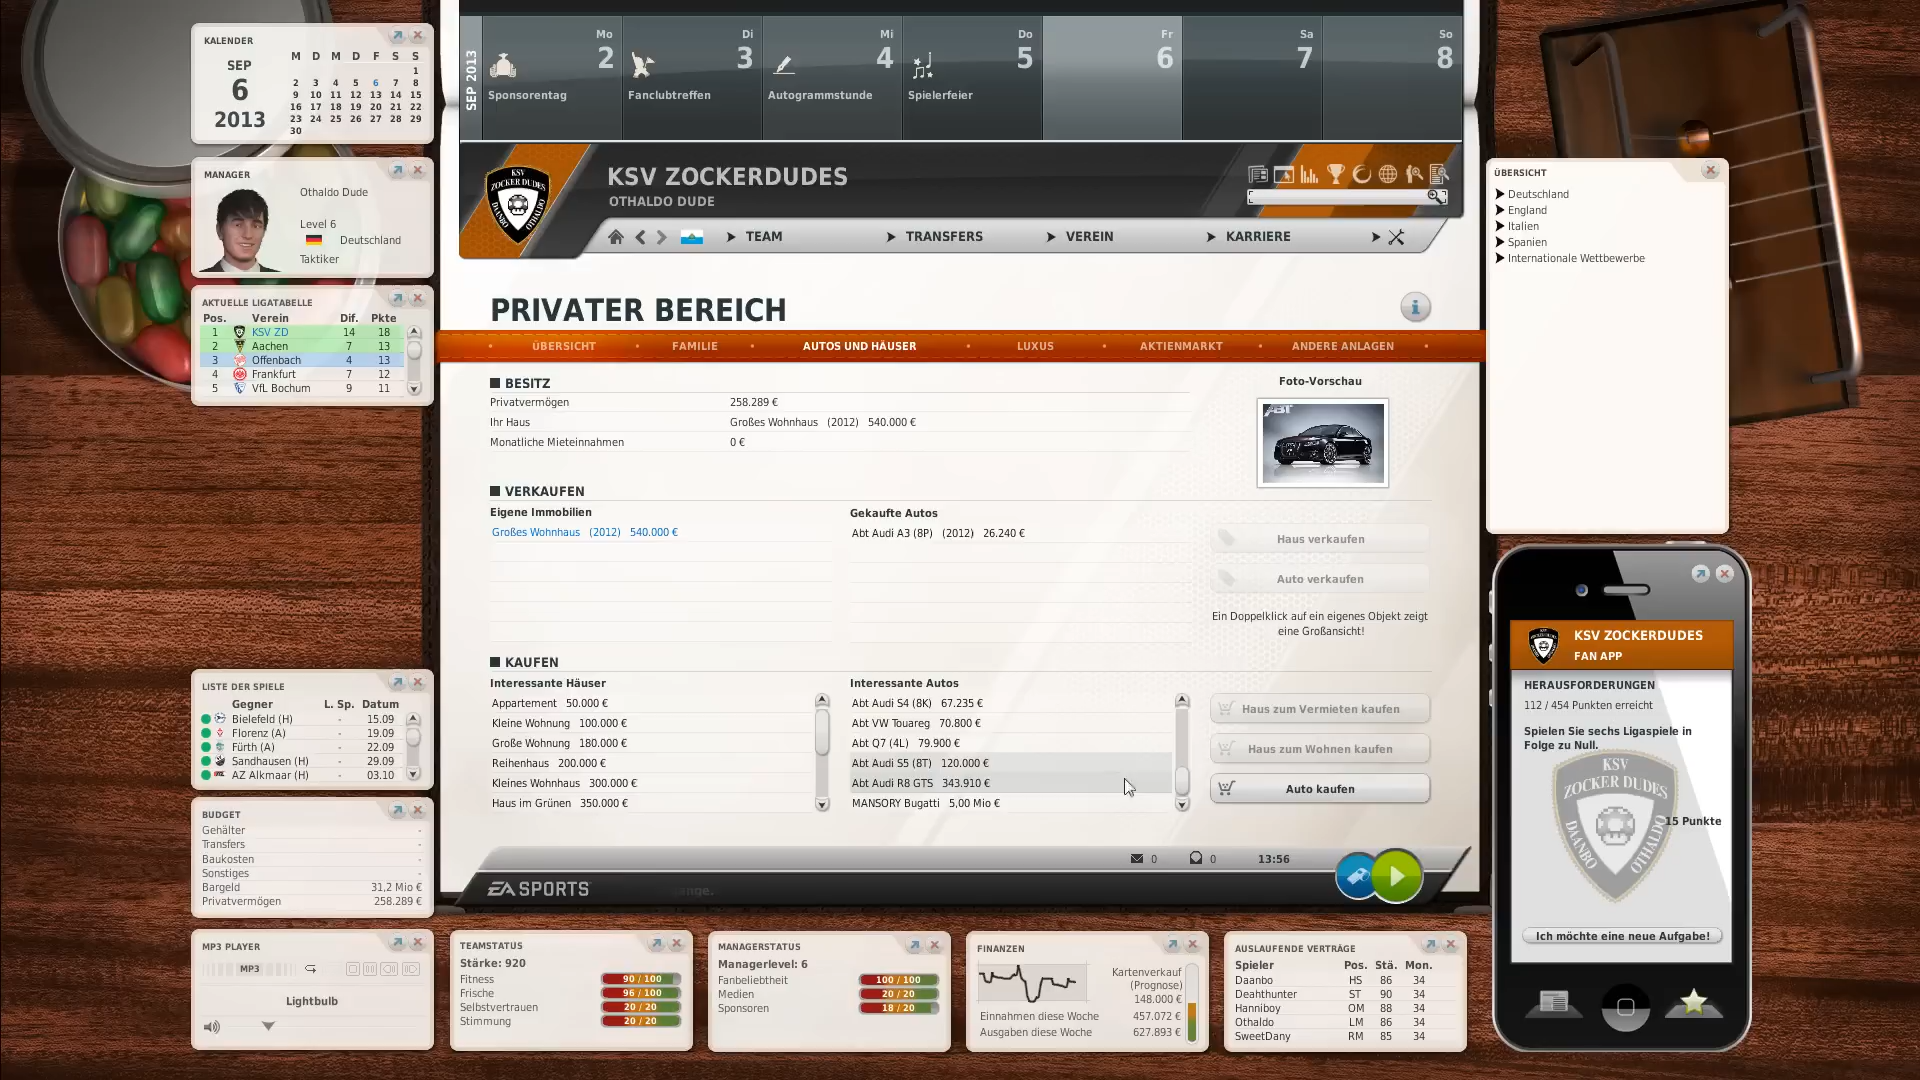 KALENDER
SEP
6
2013
M D M D F S S
1
2 3 4 5 6 7 8
9 10 11 12 13 14 15
16 17 18 19 20 21 22
23 24 25 26 27 28 29
30
SEP 2013
Mo 2 Sponsorentag
Di 3 Fanclubtreffen
Mi 4 Autogrammstunde
Do 5 Spielerfeier
Fr 6
Sa 7
So 8
MANAGER
Othaldo Dude
Level 6
Deutschland
Taktiker
KSV ZOCKER DUDES DAANBO OTHALDO
KSV ZOCKERDUDES
OTHALDO DUDE
TEAM TRANSFERS VEREIN KARRIERE
AKTUELLE LIGATABELLE
Pos. Verein Dif. Pkte
1 KSV ZD 14 18
2 Aachen 7 13
3 Offenbach 4 13
4 Frankfurt 7 12
5 VfL Bochum 9 11
PRIVATER BEREICH
ÜBERSICHT FAMILIE AUTOS UND HÄUSER LUXUS AKTIENMARKT ANDERE ANLAGEN
BESITZ
Privatvermögen 258.289 €
Ihr Haus Großes Wohnhaus (2012) 540.000 €
Monatliche Mieteinnahmen 0 €
Foto-Vorschau
ABT
VERKAUFEN
Eigene Immobilien
Großes Wohnhaus (2012) 540.000 €
Gekaufte Autos
Abt Audi A3 (8P) (2012) 26.240 €
Haus verkaufen
Auto verkaufen
Ein Doppelklick auf ein eigenes Objekt zeigt
eine Großansicht!
KAUFEN
Interessante Häuser
Appartement 50.000 €
Kleine Wohnung 100.000 €
Große Wohnung 180.000 €
Reihenhaus 200.000 €
Kleines Wohnhaus 300.000 €
Haus im Grünen 350.000 €
Interessante Autos
Abt Audi S4 (8K) 67.235 €
Abt VW Touareg 70.800 €
Abt Q7 (4L) 79.900 €
Abt Audi S5 (8T) 120.000 €
Abt Audi R8 GTS 343.910 €
MANSORY Bugatti 5,00 Mio €
Haus zum Vermieten kaufen
Haus zum Wohnen kaufen
Auto kaufen
0 0 13:56
EA SPORTS
ÜBERSICHT
Deutschland
England
Italien
Spanien
Internationale Wettbewerbe
KSV ZOCKERDUDES
FAN APP
HERAUSFORDERUNGEN
112 / 454 Punkten erreicht
Spielen Sie sechs Ligaspiele in
Folge zu Null.
KSV ZOCKER DUDES DAANBO OTHALDO
15 Punkte
Ich möchte eine neue Aufgabe!
LISTE DER SPIELE
Gegner L. Sp. Datum
Bielefeld (H) - 15.09
Florenz (A) - 19.09
Fürth (A) - 22.09
Sandhausen (H) - 29.09
AZ Alkmaar (H) - 03.10
BUDGET
Gehälter -
Transfers -
Baukosten -
Sonstiges -
Bargeld 31,2 Mio €
Privatvermögen 258.289 €
MP3 PLAYER
MP3
Lightbulb
TEAMSTATUS
Stärke: 920
Fitness 90 / 100
Frische 96 / 100
Selbstvertrauen 20 / 20
Stimmung 20 / 20
MANAGERSTATUS
Managerlevel: 6
Fanbeliebtheit 100 / 100
Medien 20 / 20
Sponsoren 18 / 20
FINANZEN
Kartenverkauf
(Prognose)
148.000 €
Einnahmen diese Woche 457.072 €
Ausgaben diese Woche 627.893 €
AUSLAUFENDE VERTRÄGE
Spieler Pos. Stä. Mon.
Daanbo HS 86 34
Deahthunter ST 90 34
Hanniboy OM 88 34
Othaldo LM 86 34
SweetDany RM 85 34